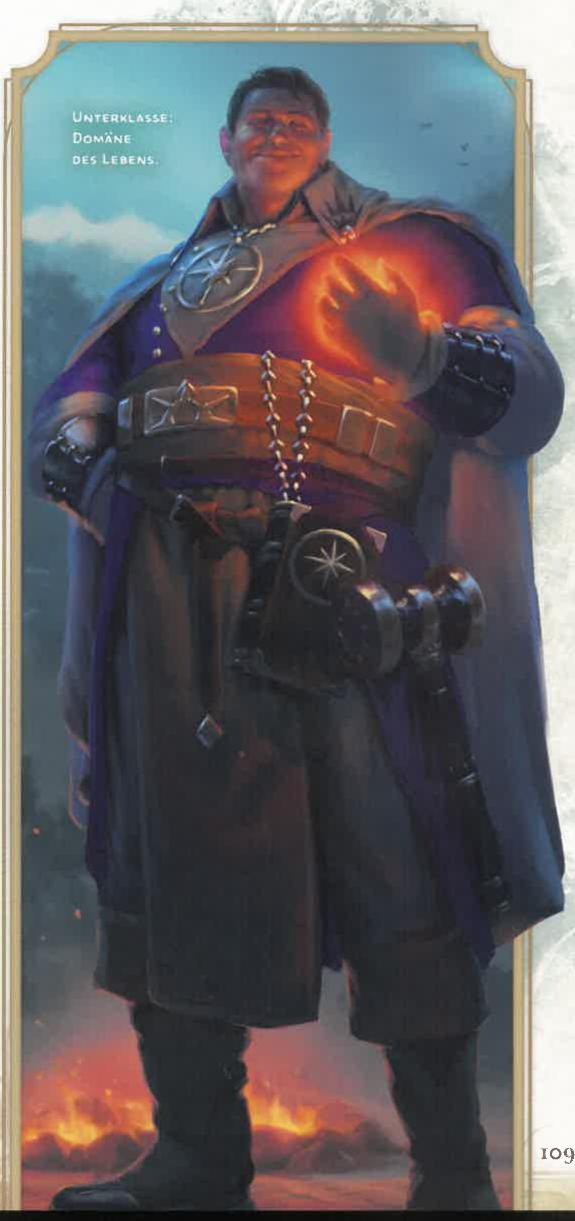 Unterklasse:
Domäne
des Lebens.
109